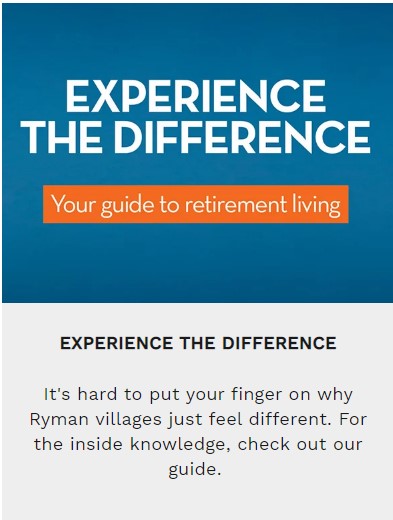 EXPERIENCE
THE DIFFERENCE
Your guide to retirement living
EXPERIENCE THE DIFFERENCE
It's hard to put your finger on why
Ryman villages just feel different. For
the inside knowledge, check out our
guide.